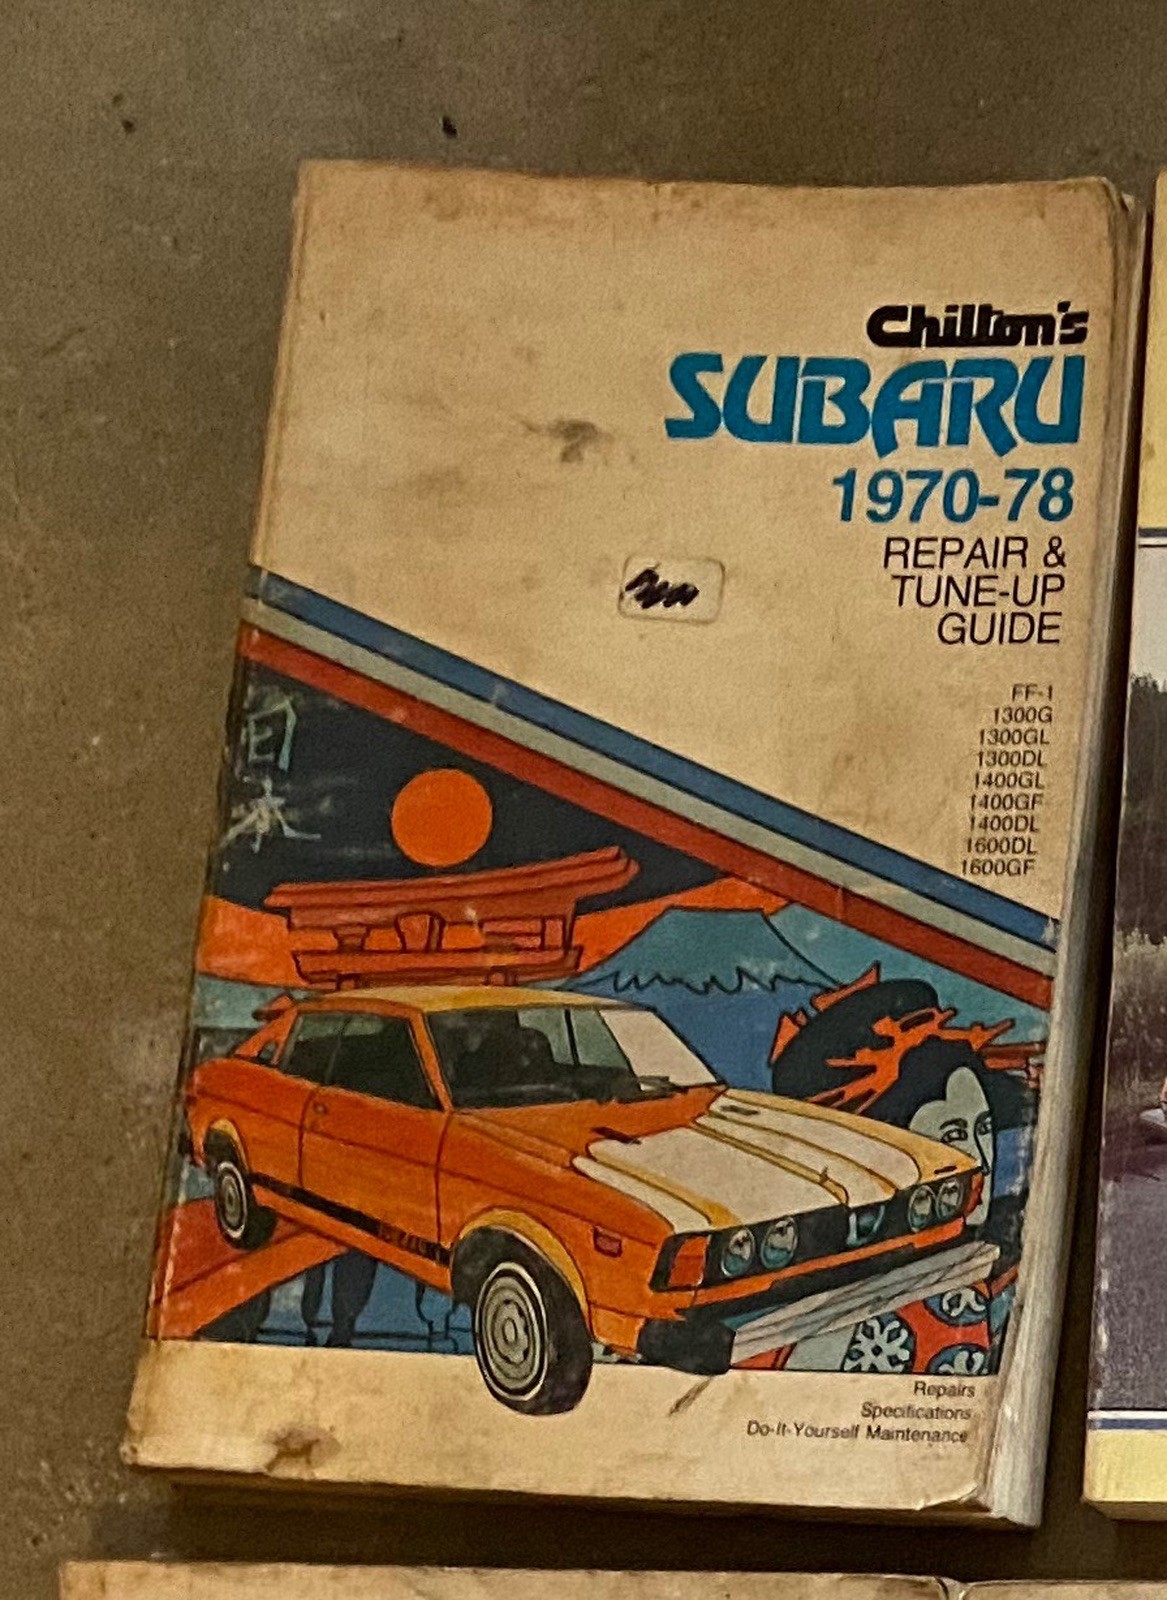 Chilton's
SUBARU
1970-78
REPAIR &
TUNE-UP
GUIDE
FF-1
1300G
1300GL
1300DL
1400GL
1400GF
1400DL
1600DL
1600GF
日
本
Repairs
Specifications
Do-It-Yourself Maintenance